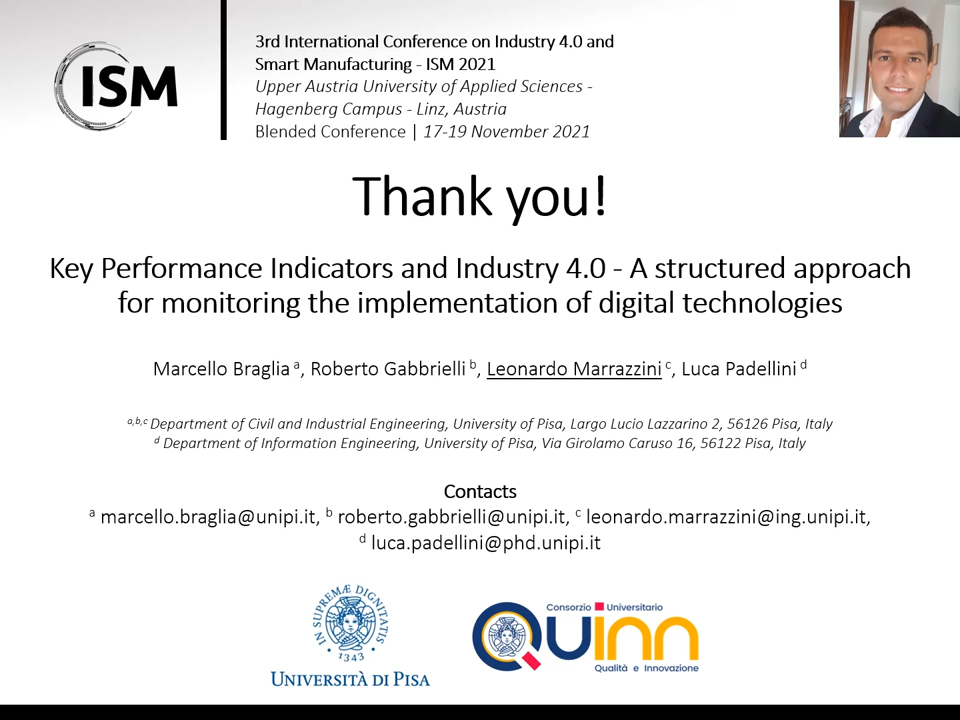 ISM
3rd International Conference on Industry 4.0 and
Smart Manufacturing - ISM 2021
Upper Austria University of Applied Sciences -
Hagenberg Campus - Linz, Austria
Blended Conference | 17-19 November 2021
Thank you!
Key Performance Indicators and Industry 4.0 - A structured approach
for monitoring the implementation of digital technologies
Marcello Braglia a, Roberto Gabbrielli b, Leonardo Marrazzini c, Luca Padellini d
a,b,c Department of Civil and Industrial Engineering, University of Pisa, Largo Lucio Lazzarino 2, 56126 Pisa, Italy
d Department of Information Engineering, University of Pisa, Via Girolamo Caruso 16, 56122 Pisa, Italy
Contacts
a marcello.braglia@unipi.it, b roberto.gabbrielli@unipi.it, c leonardo.marrazzini@ing.unipi.it,
d luca.padellini@phd.unipi.it
IN SUPREMÆ DIGNITATIS
1343
UNIVERSITÀ DI PISA
Consorzio Universitario
QUINN
Qualità e Innovazione